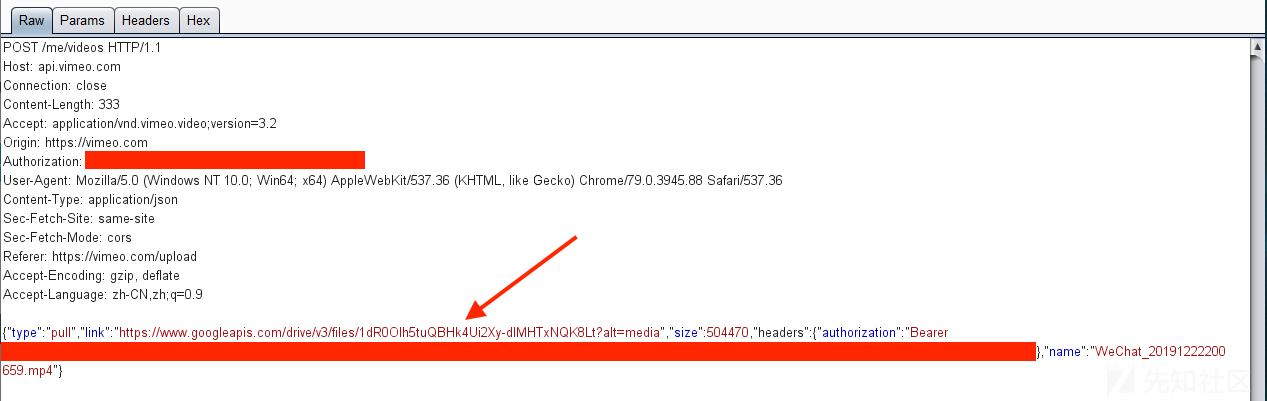 Raw Params Headers Hex
POST /me/videos HTTP/1.1
Host: api.vimeo.com
Connection: close
Content-Length: 333
Accept: application/vnd.vimeo.video;version=3.2
Origin: https://vimeo.com
Authorization:
User-Agent: Mozilla/5.0 (Windows NT 10.0; Win64; x64) AppleWebKit/537.36 (KHTML, like Gecko) Chrome/79.0.3945.88 Safari/537.36
Content-Type: application/json
Sec-Fetch-Site: same-site
Sec-Fetch-Mode: cors
Referer: https://vimeo.com/upload
Accept-Encoding: gzip, deflate
Accept-Language: zh-CN,zh;q=0.9
{"type":"pull","link":"https://www.googleapis.com/drive/v3/files/1dR0Olh5tuQBHk4Ui2Xy-dlMHTxNQK8Lt?alt=media","size":504470,"headers":{"authorization":"Bearer
},"name":"WeChat_20191222200
659.mp4"}
先知社区